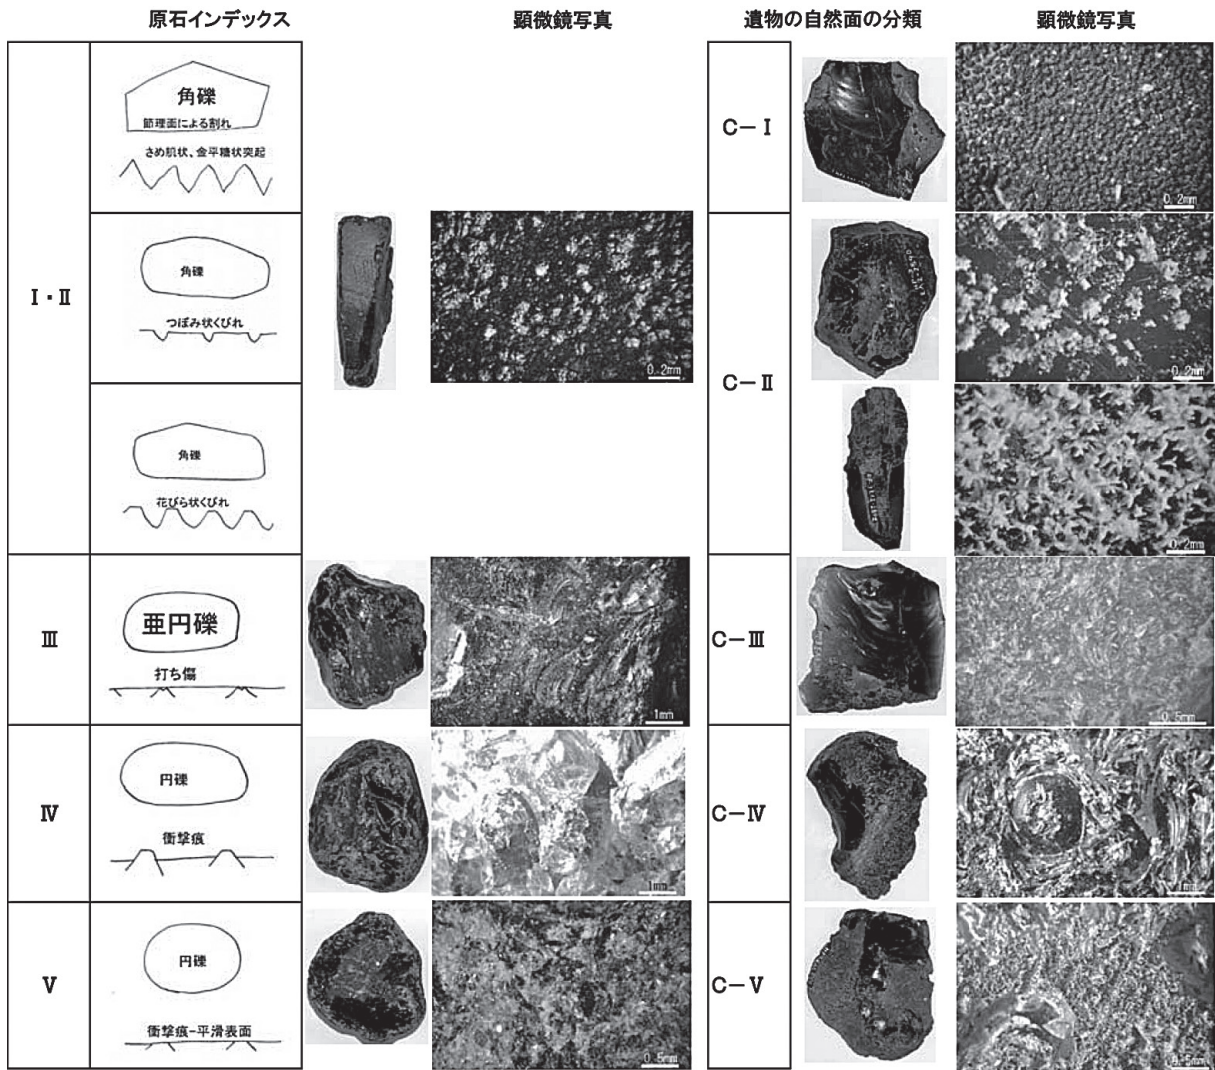 原石インデックス 顕微鏡写真 遺物の自然面の分類 顕微鏡写真
Ⅰ・Ⅱ
角礫
節理面による割れ
さめ肌状、金平糖状突起
C－Ⅰ
0.2mm
角礫
つぼみ状くびれ
0.2mm
C－Ⅱ
0.2mm
角礫
花びら状くびれ
0.2mm
Ⅲ
亜円礫
打ち傷
1mm
C－Ⅲ
0.5mm
Ⅳ
円礫
衝撃痕
1mm
C－Ⅳ
1mm
Ⅴ
円礫
衝撃痕－平滑表面
0.5mm
C－Ⅴ